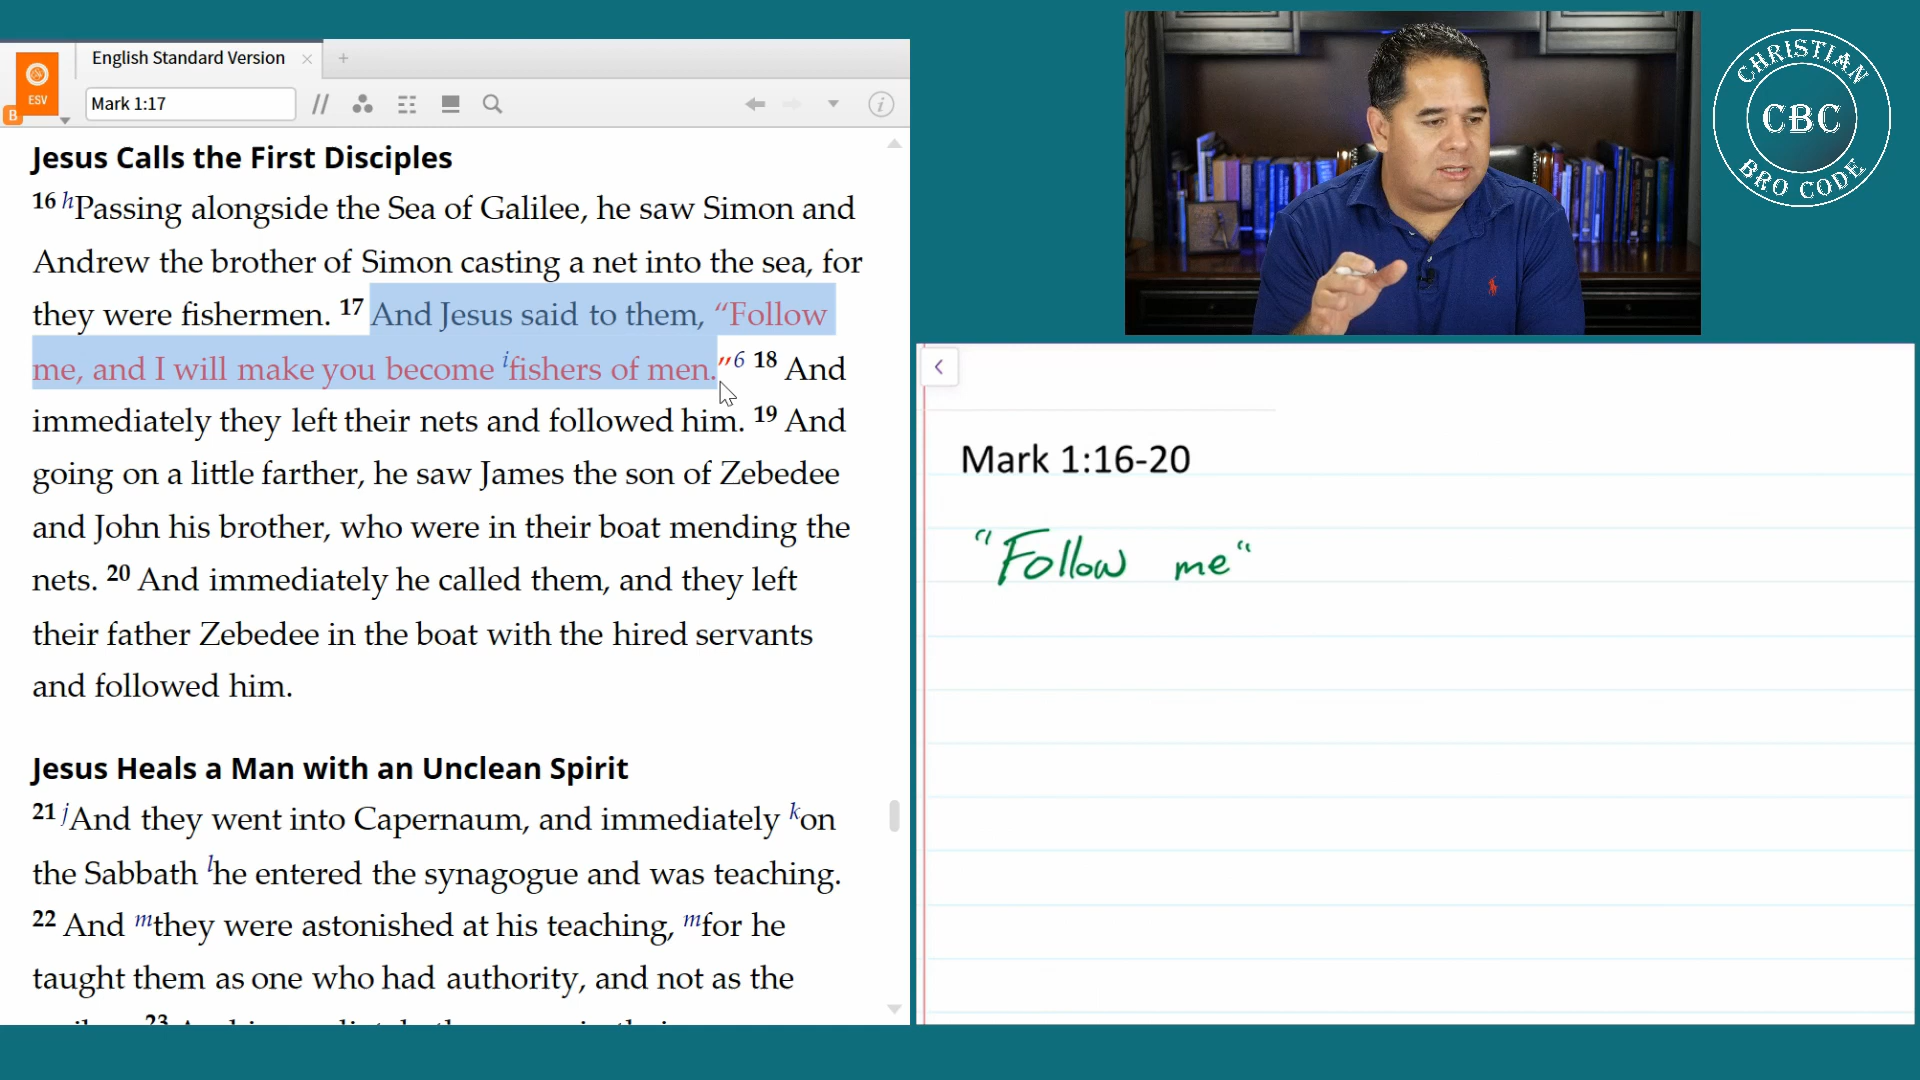 English Standard Version
ESV
B
Mark 1:17
Jesus Calls the First Disciples
16 hPassing alongside the Sea of Galilee, he saw Simon and
Andrew the brother of Simon casting a net into the sea, for
they were fishermen. 17 And Jesus said to them, “Follow
me, and I will make you become ifishers of men.”6 18 And
immediately they left their nets and followed him. 19 And
going on a little farther, he saw James the son of Zebedee
and John his brother, who were in their boat mending the
nets. 20 And immediately he called them, and they left
their father Zebedee in the boat with the hired servants
and followed him.
Jesus Heals a Man with an Unclean Spirit
21 jAnd they went into Capernaum, and immediately kon
the Sabbath lhe entered the synagogue and was teaching.
22 And mthey were astonished at his teaching, mfor he
taught them as one who had authority, and not as the
23
CHRISTIAN
CBC
BRO CODE
Mark 1:16-20
“Follow me“